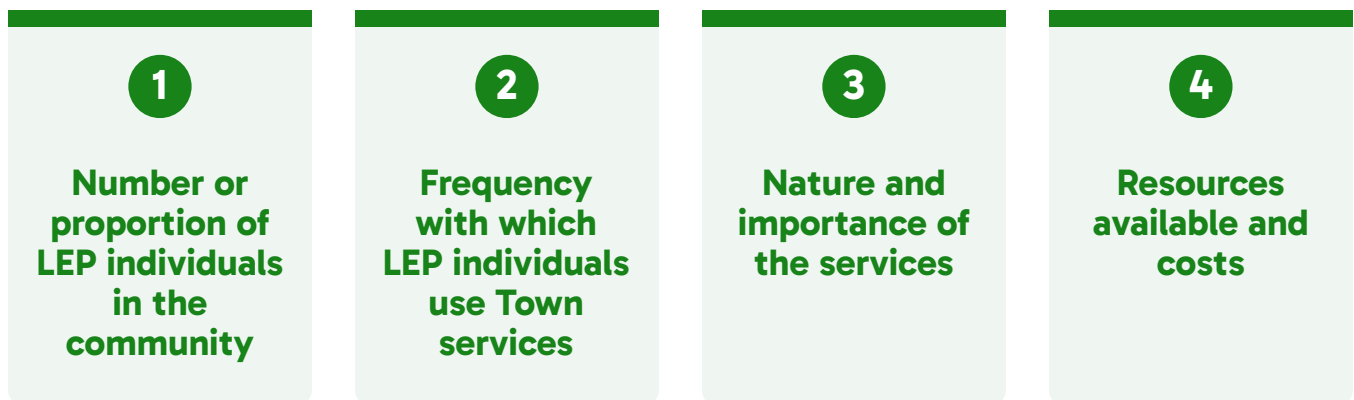 1
Number or
proportion of
LEP individuals
in the
community
2
Frequency
with which
LEP individuals
use Town
services
3
Nature and
importance of
the services
4
Resources
available and
costs